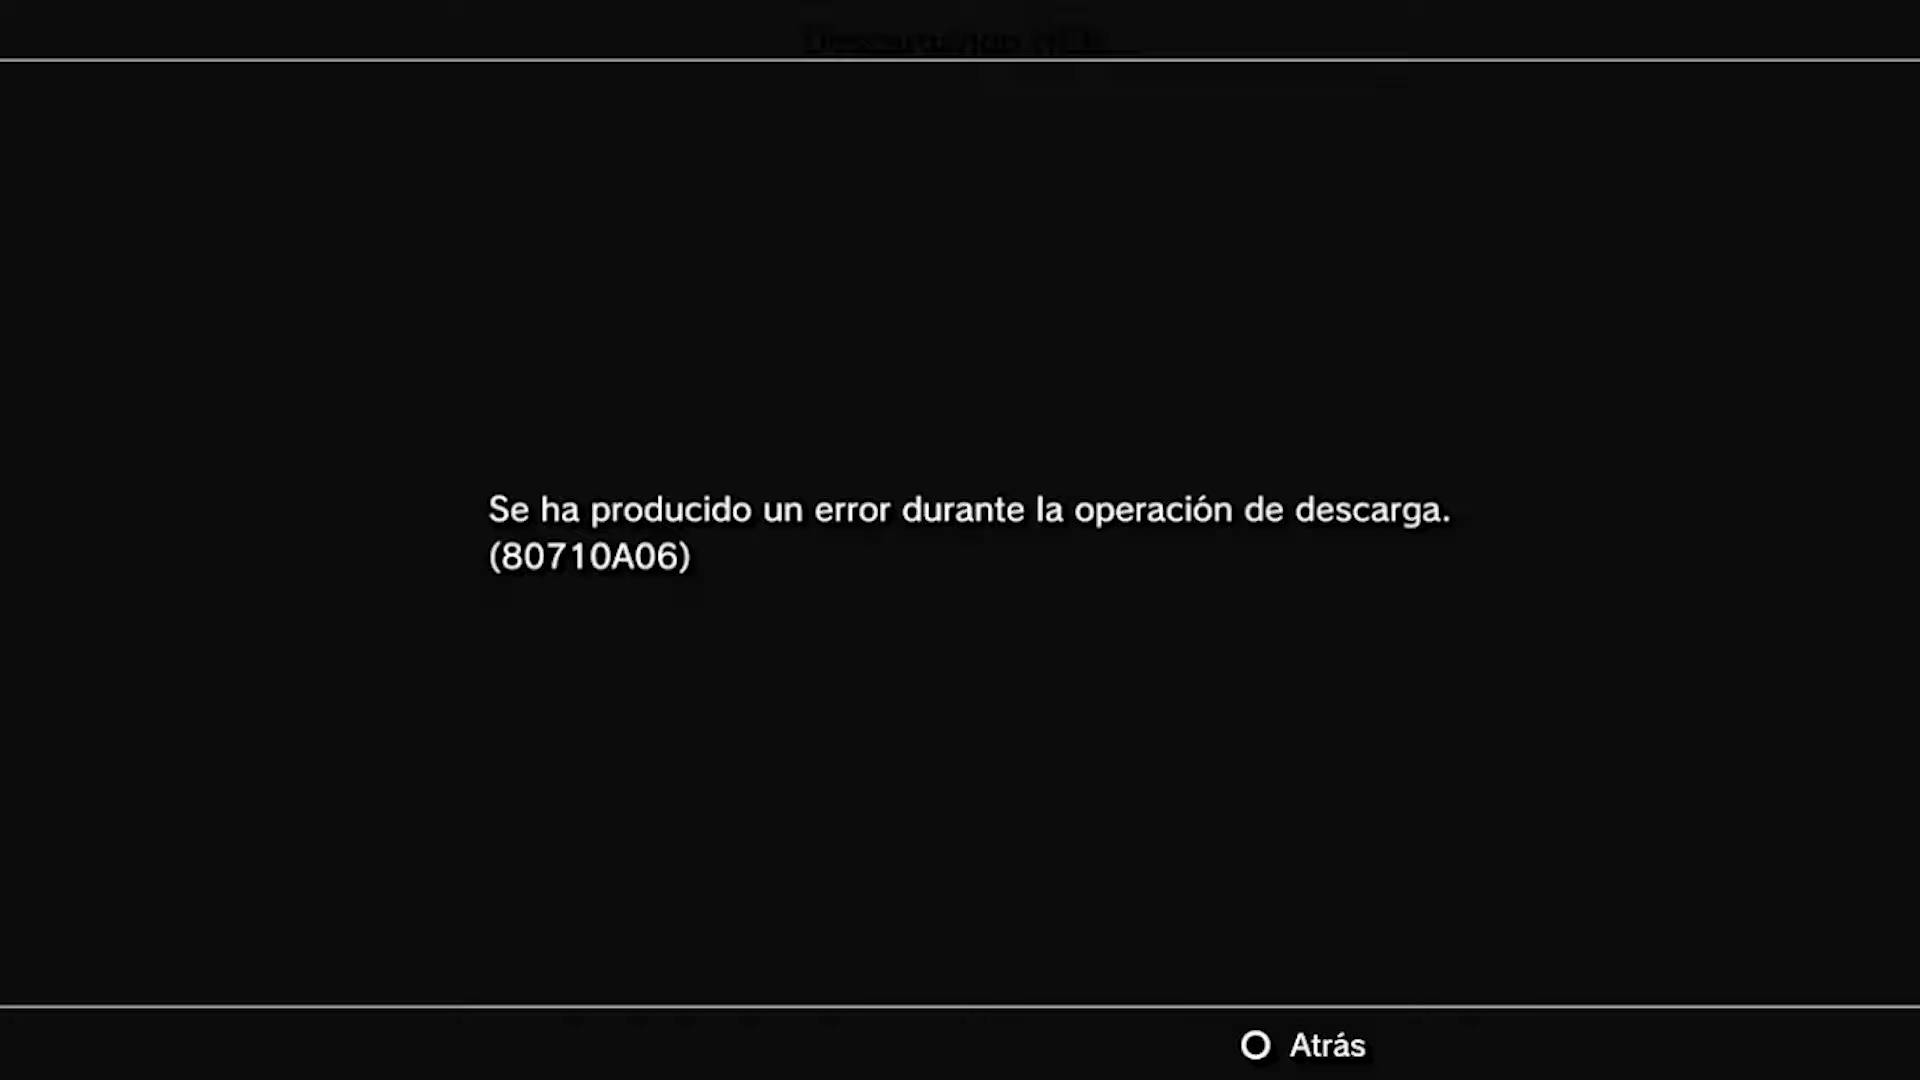 Se ha producido un error durante la operación de descarga.
(80710A06)
Atrás